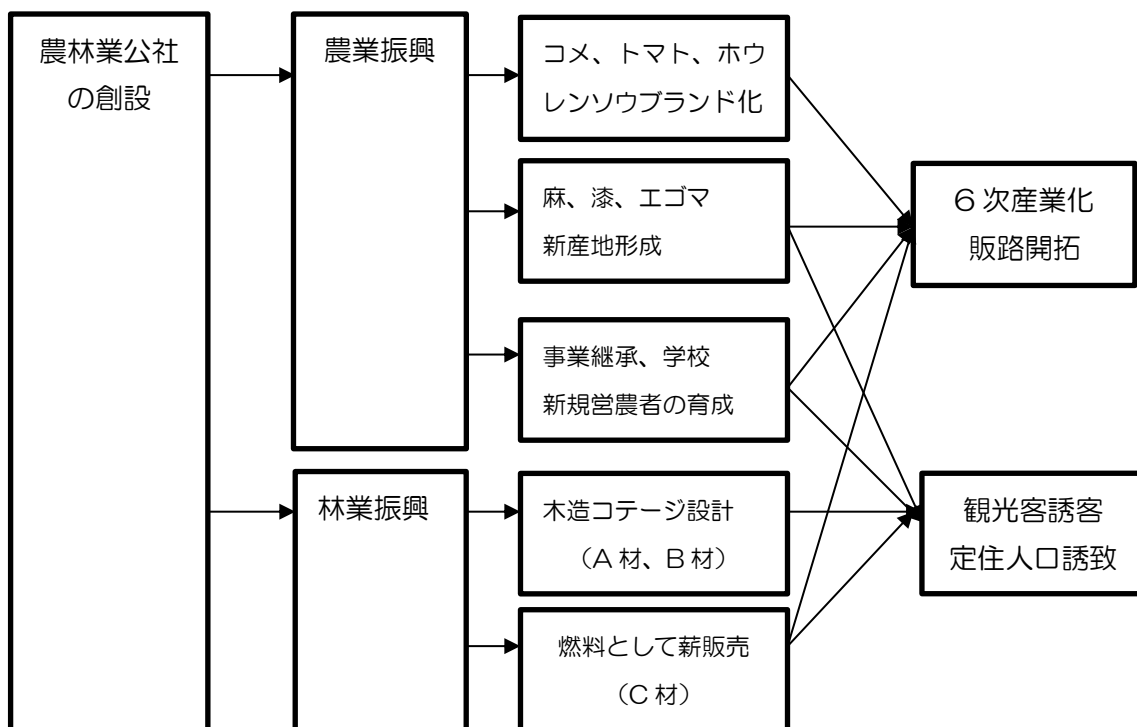 農林業公社
の創設
農業振興
コメ、トマト、ホウ
レンソウブランド化
麻、漆、エゴマ
新産地形成
事業継承、学校
新規営農者の育成
6次産業化
販路開拓
林業振興
木造コテージ設計
（A材、B材）
燃料として薪販売
（C材）
観光客誘客
定住人口誘致